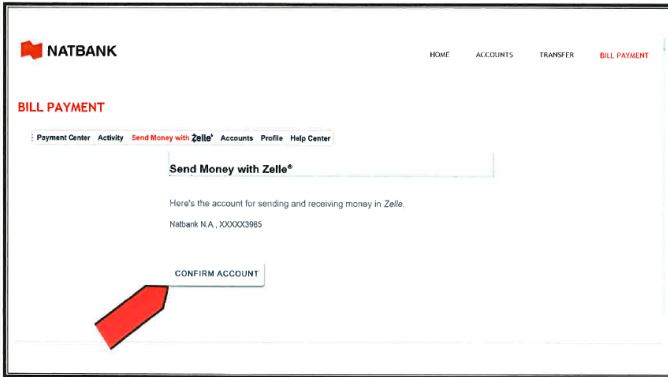 NATBANK
HOME ACCOUNTS TRANSFER BILL PAYMENT
BILL PAYMENT
Payment Center Activity Send Money with Zelle® Accounts Profile Help Center
Send Money with Zelle®
Here's the account for sending and receiving money in Zelle.
Natbank N.A , XXXXX3985
CONFIRM ACCOUNT